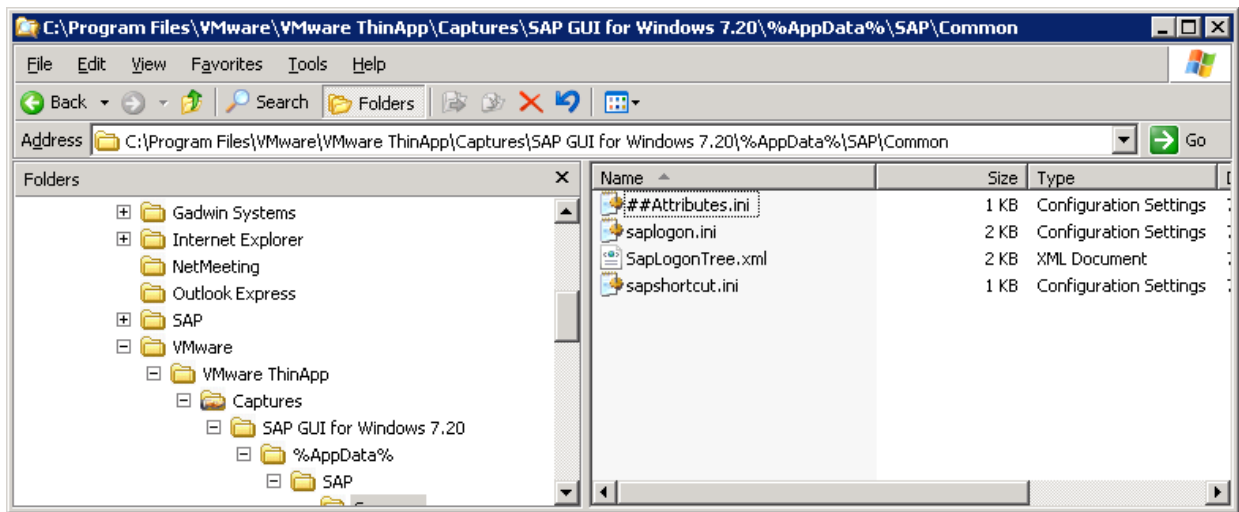 C:\Program Files\VMware\VMware ThinApp\Captures\SAP GUI for Windows 7.20\%AppData%\SAP\Common
File Edit View Favorites Tools Help
Back Search Folders
Address C:\Program Files\VMware\VMware ThinApp\Captures\SAP GUI for Windows 7.20\%AppData%\SAP\Common Go
Folders
Gadwin Systems
Internet Explorer
NetMeeting
Outlook Express
SAP
VMware
VMware ThinApp
Captures
SAP GUI for Windows 7.20
%AppData%
SAP
Name Size Type
##Attributes.ini 1 KB Configuration Settings
saplogon.ini 2 KB Configuration Settings
SapLogonTree.xml 2 KB XML Document
sapshortcut.ini 1 KB Configuration Settings